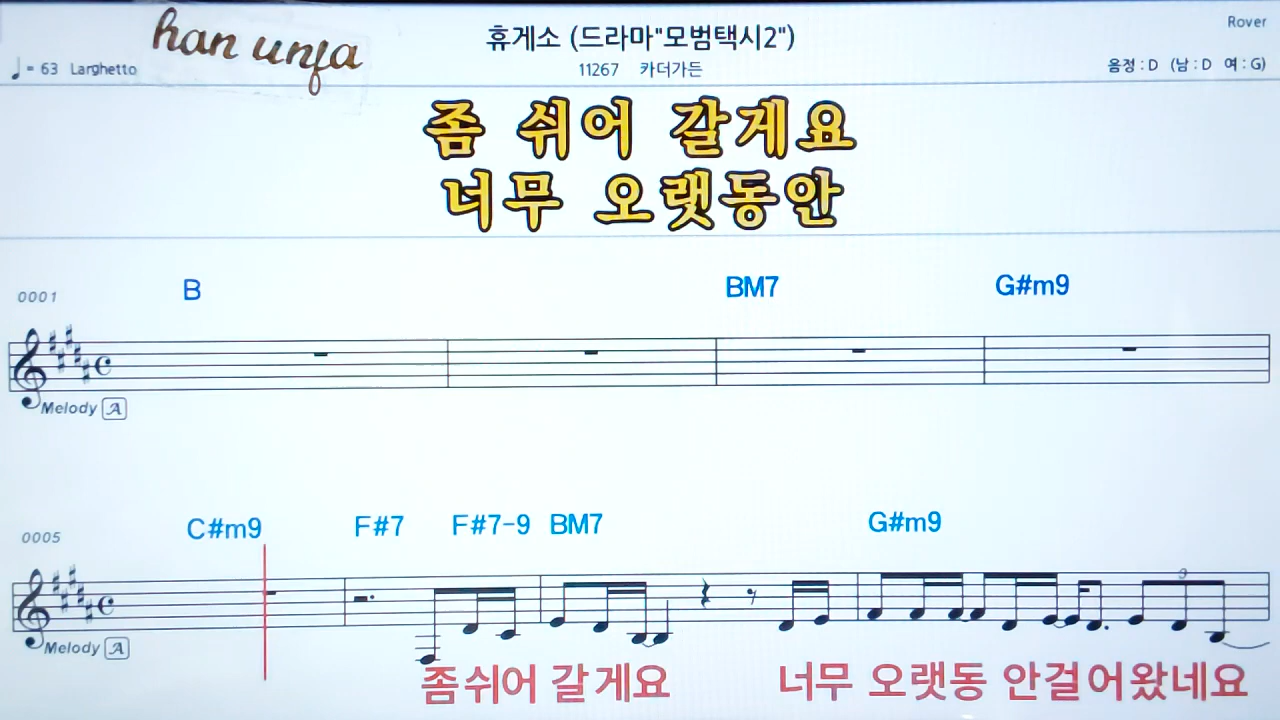 han unja
휴게소 (드라마"모범택시2")
Rover
♩= 63 Larghetto
11267 카더가든
음정 : D (남 : D 여 : G)
좀 쉬어 갈게요
너무 오랫동안
0001
B BM7 G#m9
Melody A
0005
C#m9 F#7 F#7-9 BM7 G#m9
3
Melody A
좀쉬어 갈게요 너무 오랫동 안걸어왔네요